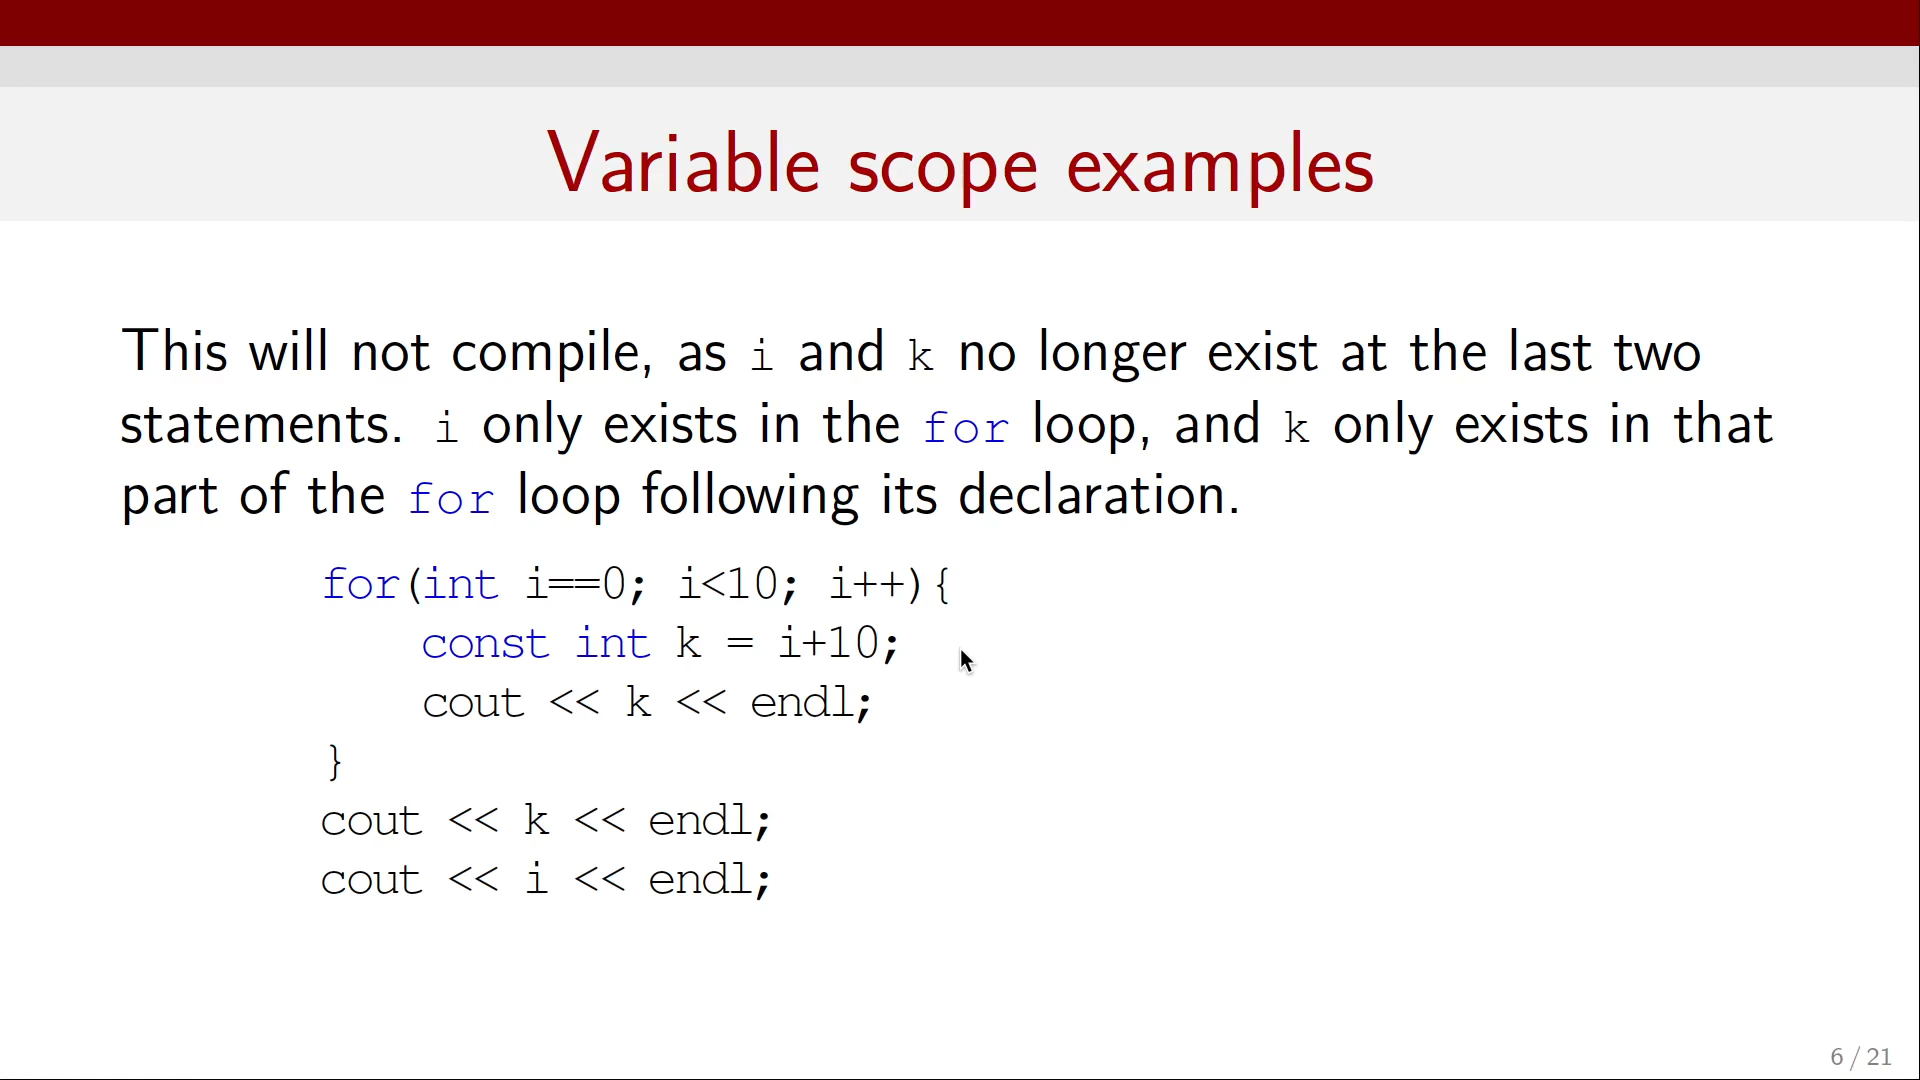 Variable scope examples
This will not compile, as i and k no longer exist at the last two
statements. i only exists in the for loop, and k only exists in that
part of the for loop following its declaration.
for(int i==0; i<10; i++){
const int k = i+10;
cout << k << endl;
}
cout << k << endl;
cout << i << endl;
6 / 21